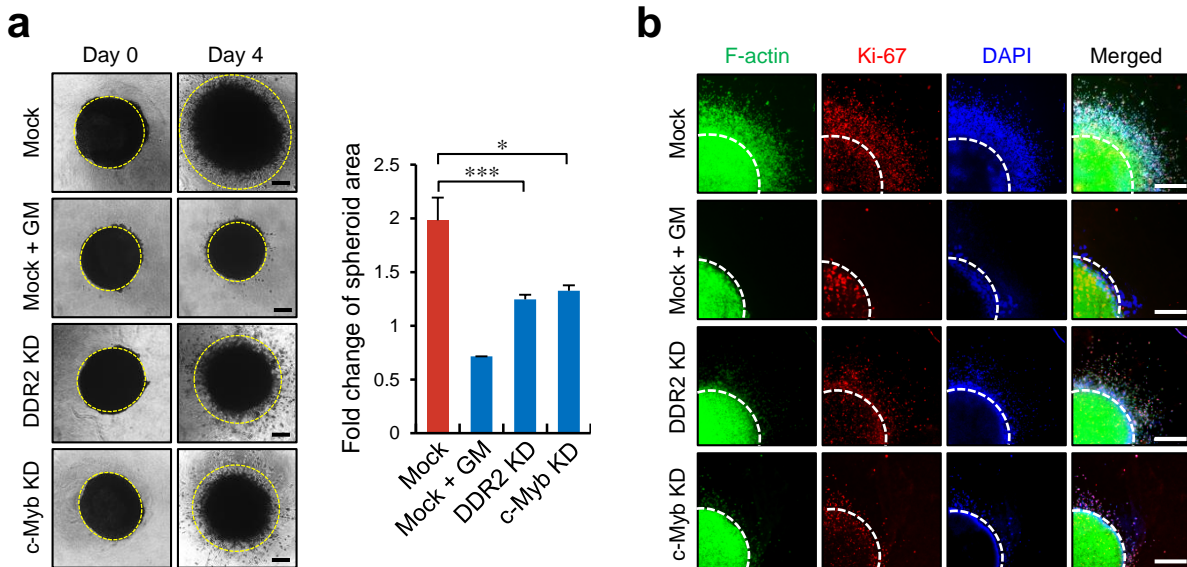 a
Day 0
Day 4
Mock
Mock + GM
DDR2 KD
c-Myb KD
Fold change of spheroid area
2.5
2
1.5
1
0.5
0
*
***
Mock
Mock + GM
DDR2 KD
c-Myb KD
b
F-actin
Ki-67
DAPI
Merged
Mock
Mock + GM
DDR2 KD
c-Myb KD